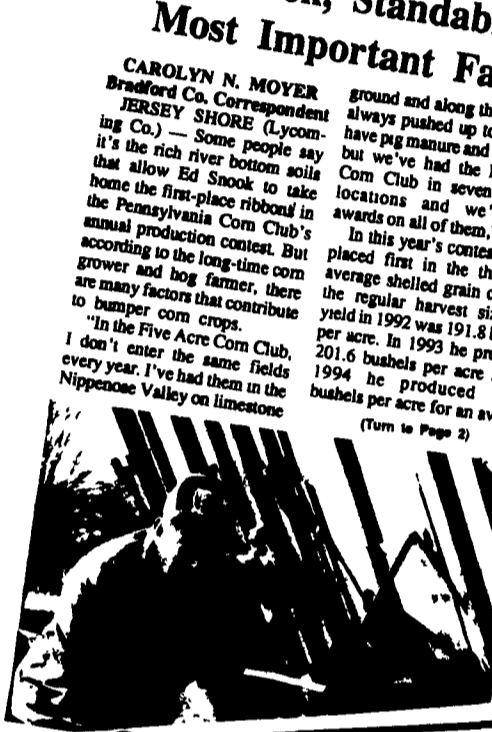 Standab
Most Important Fa
CAROLYN N. MOYER
Bradford Co. Correspondent
JERSEY SHORE (Lycom-
ing Co.) — Some people say
it's the rich river bottom soils
that allow Ed Snook to take
home the first-place ribbons in
the Pennsylvania Corn Club's
annual production contest. But
according to the long-time corn
grower and hog farmer, there
are many factors that contribute
to bumper corn crops.
"In the Five Acre Corn Club,
I don't enter the same fields
every year. I've had them in the
Nippenose Valley on limestone
ground and along th
always pushed up to
have pig manure and
but we've had the
Corn Club in seven
locations and we'
awards on all of them,
In this year's contes
placed first in the th
average shelled grain
the regular harvest si
yield in 1992 was 191.8 b
per acre. In 1993 he pr
201.6 bushels per acre
1994 he produced
bushels per acre for an av
(Turn to Page 2)